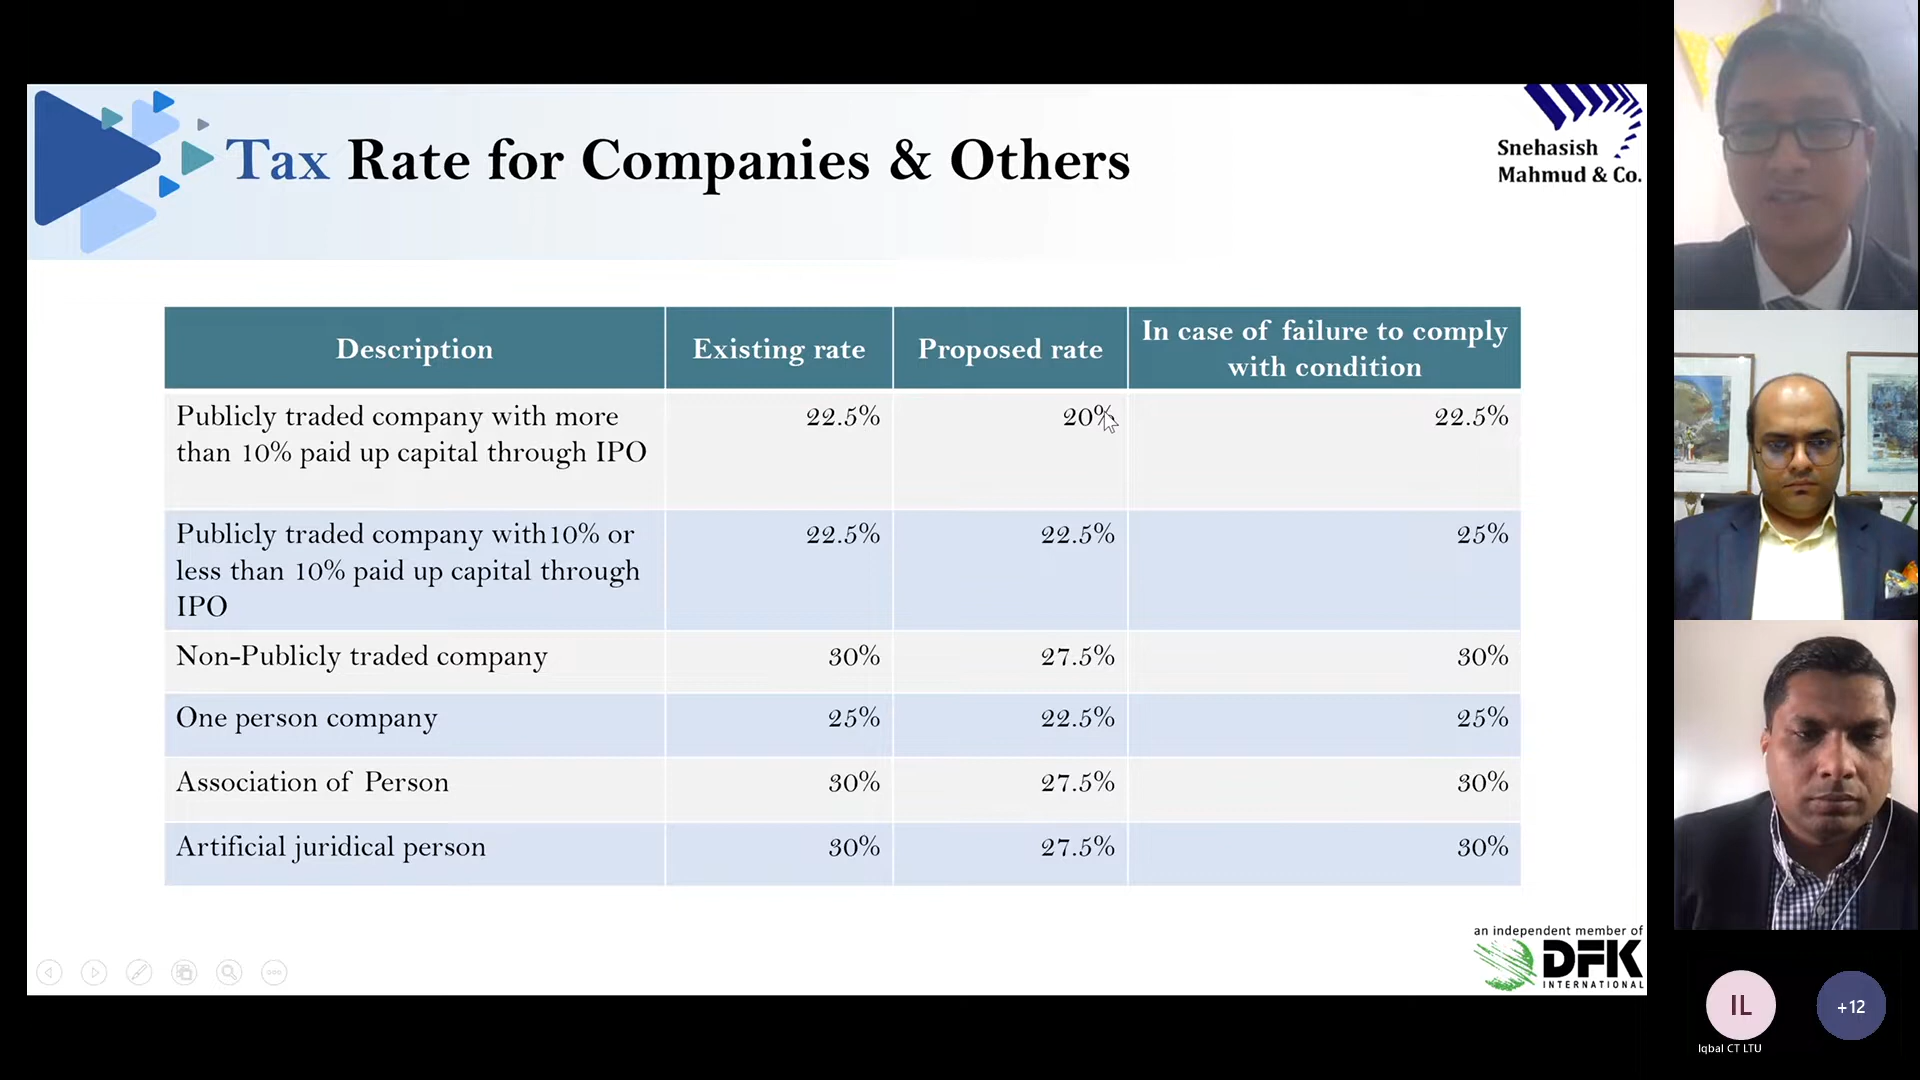 Tax Rate for Companies & Others
Snehasish
Mahmud & Co.
Description
Existing rate
Proposed rate
In case of failure to comply
with condition
Publicly traded company with more
than 10% paid up capital through IPO
22.5%
20%
22.5%
Publicly traded company with10% or
less than 10% paid up capital through
IPO
22.5%
22.5%
25%
Non-Publicly traded company
30%
27.5%
30%
One person company
25%
22.5%
25%
Association of Person
30%
27.5%
30%
Artificial juridical person
30%
27.5%
30%
an independent member of
DFK
INTERNATIONAL
IL
+12
Iqbal CT LTU